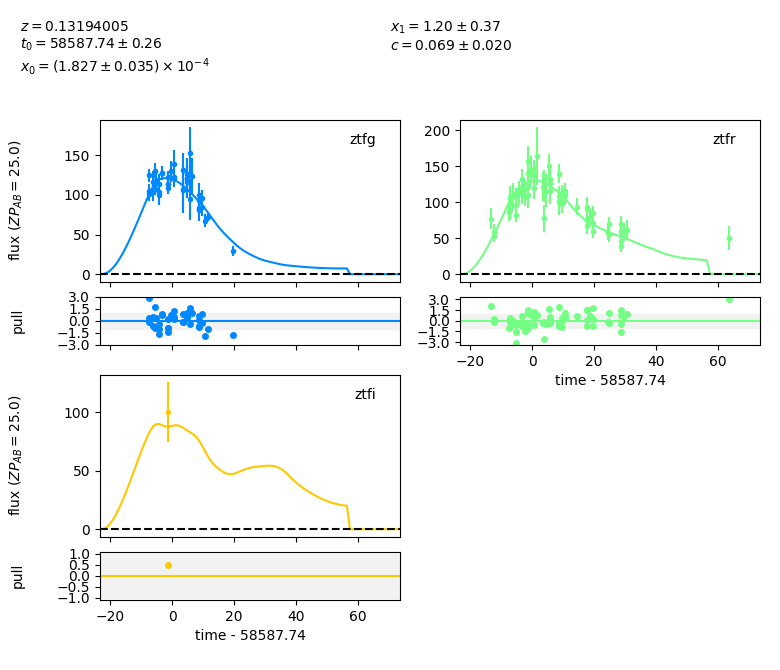 z = 0.13194005
t₀ = 58587.74 ± 0.26
x₀ = (1.827 ± 0.035) × 10⁻⁴
x₁ = 1.20 ± 0.37
c = 0.069 ± 0.020
ztfg
flux (ZP_AB = 25.0)
150
100
50
0
pull
3.0
1.5
0.0
−1.5
−3.0
ztfr
200
150
100
50
0
3.0
1.5
0.0
−1.5
−3.0
−20 0 20 40 60
time - 58587.74
ztfi
flux (ZP_AB = 25.0)
100
50
0
pull
1.0
0.5
0.0
−0.5
−1.0
−20 0 20 40 60
time - 58587.74